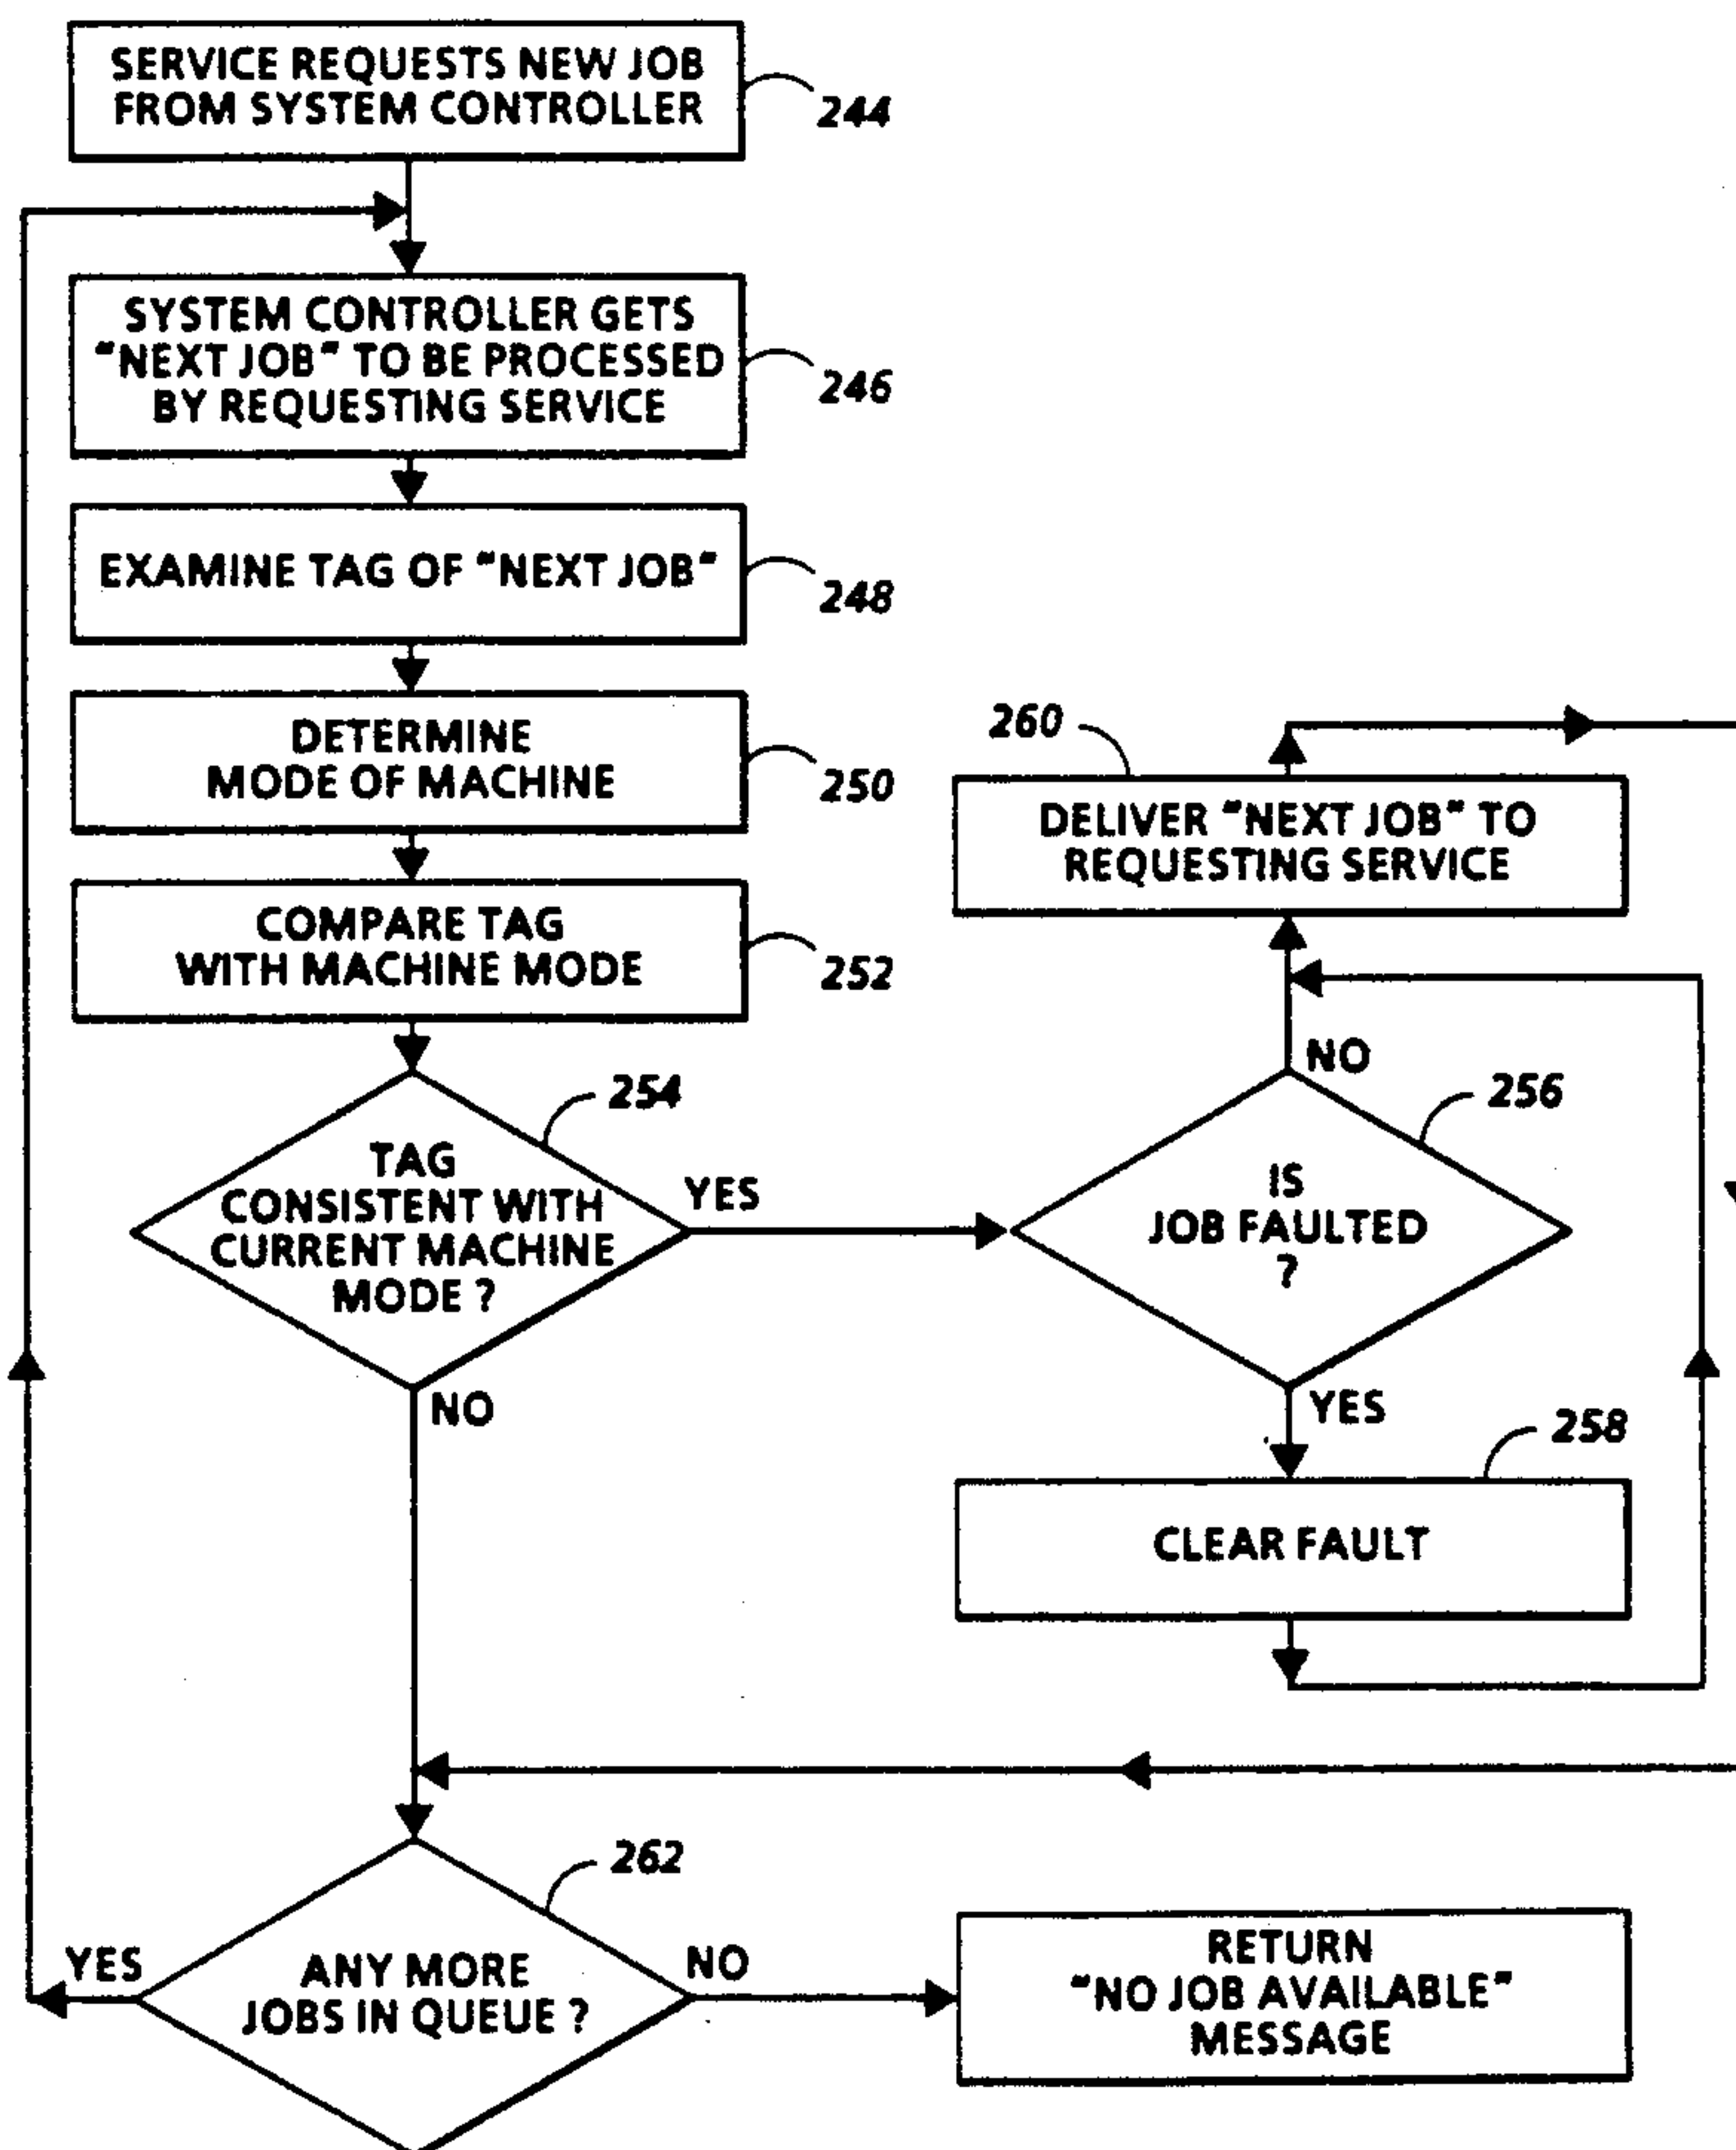 SERVICE REQUESTS NEW JOB
FROM SYSTEM CONTROLLER
244
SYSTEM CONTROLLER GETS
"NEXT JOB" TO BE PROCESSED
BY REQUESTING SERVICE
246
EXAMINE TAG OF "NEXT JOB"
248
DETERMINE
MODE OF MACHINE
250
260
DELIVER "NEXT JOB" TO
REQUESTING SERVICE
COMPARE TAG
WITH MACHINE MODE
252
254
TAG
CONSISTENT WITH
CURRENT MACHINE
MODE ?
YES
NO
NO
256
IS
JOB FAULTED
?
YES
258
CLEAR FAULT
262
ANY MORE
JOBS IN QUEUE ?
YES
NO
RETURN
"NO JOB AVAILABLE"
MESSAGE